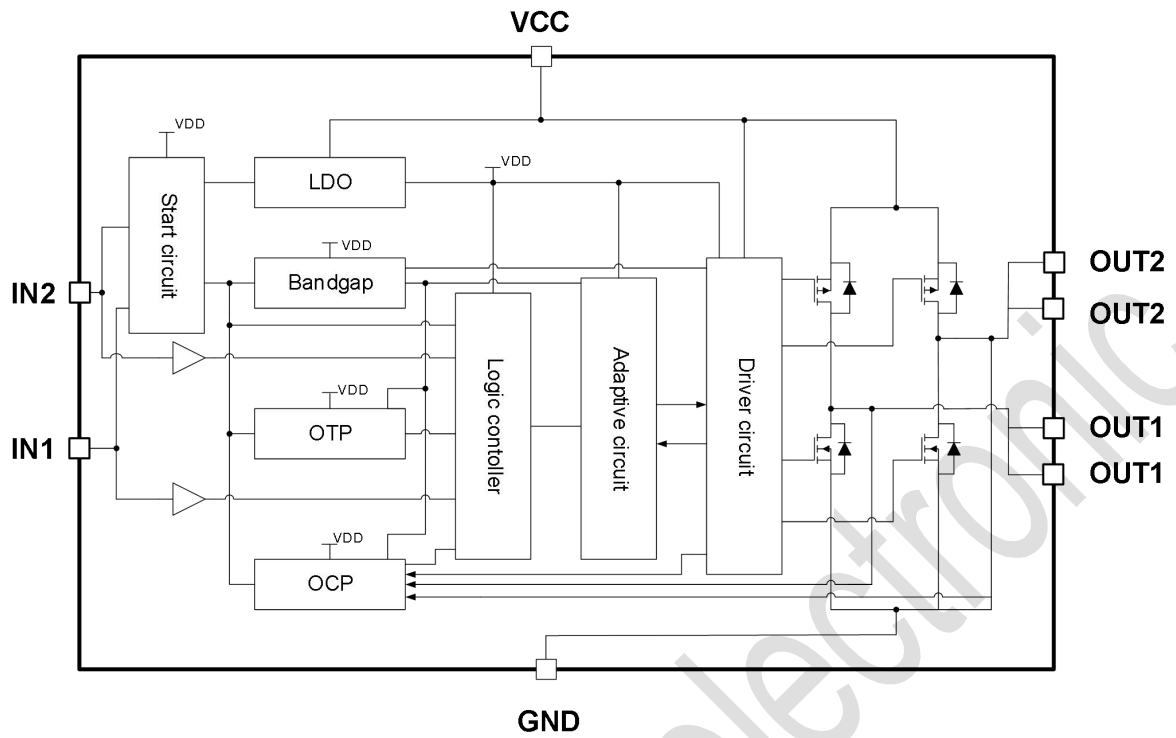 VCC
VDD
LDO
VDD
Start circuit
VDD
Bandgap
OUT2
IN2
OUT2
Logic contoller
Adaptive circuit
Driver circuit
VDD
OTP
OUT1
IN1
OUT1
VDD
OCP
GND